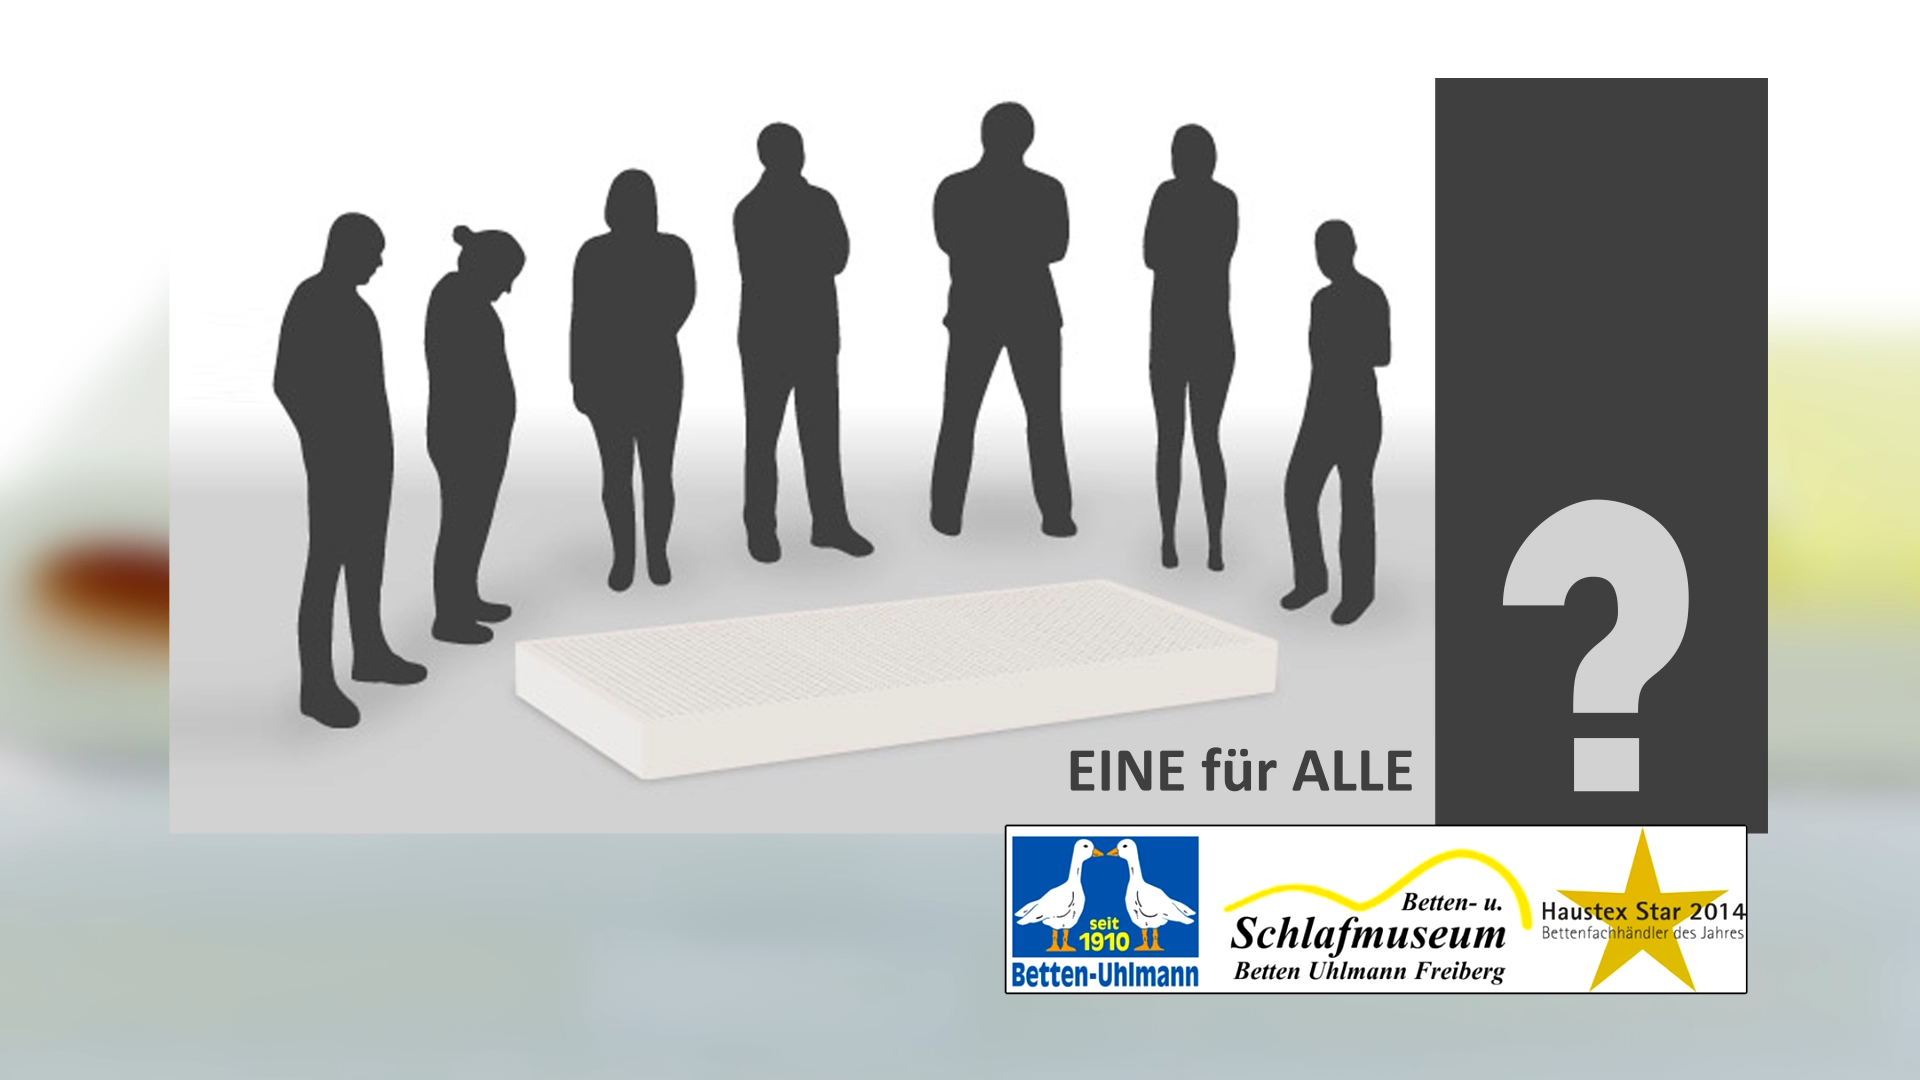 EINE für ALLE
?
seit
1910
Betten-Uhlmann
Betten- u.
Schlafmuseum
Betten Uhlmann Freiberg
Haustex Star 2014
Bettenfachhändler des Jahres